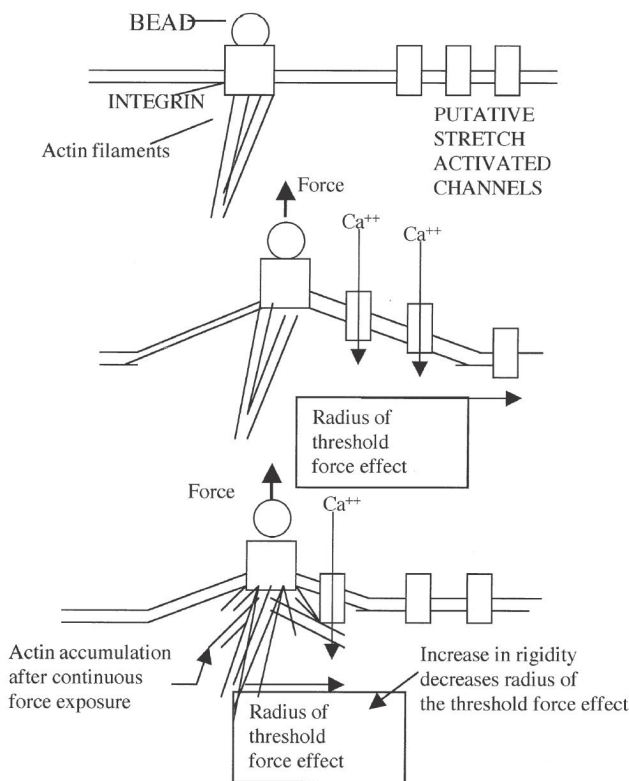 BEAD
INTEGRIN
Actin filaments
PUTATIVE
STRETCH
ACTIVATED
CHANNELS
Force
Ca++
Ca++
Radius of
threshold
force effect
Force
Ca++
Actin accumulation
after continuous
force exposure
Increase in rigidity
decreases radius of
the threshold force effect
Radius of
threshold
force effect